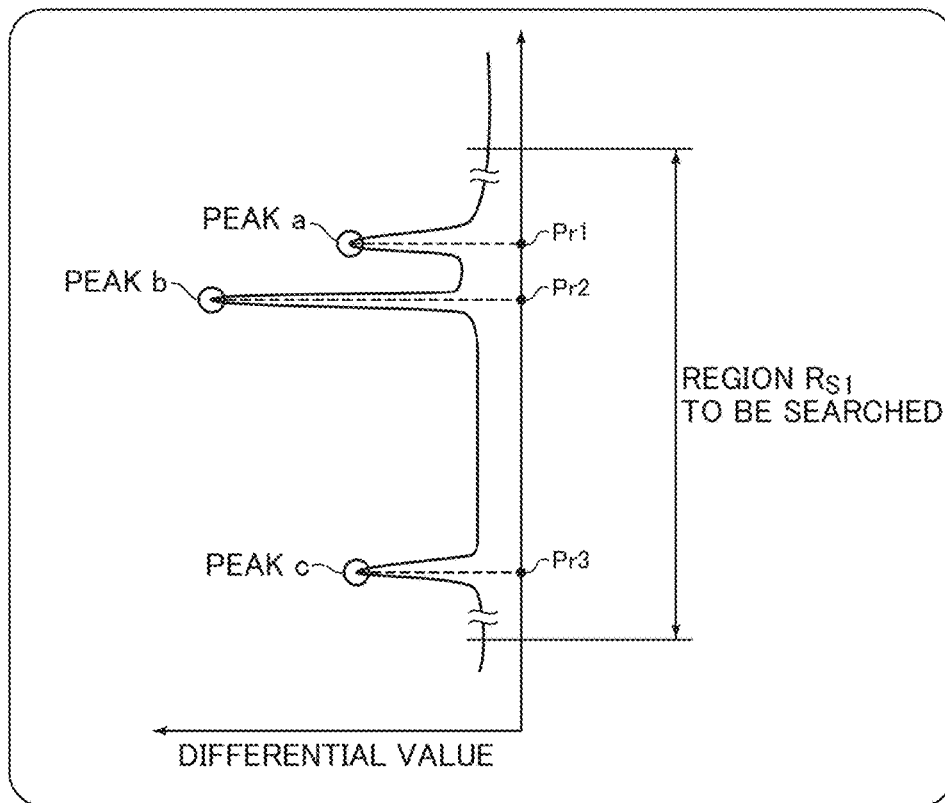 PEAK a
Pr1
PEAK b
Pr2
REGION RS1
TO BE SEARCHED
PEAK c
Pr3
DIFFERENTIAL VALUE